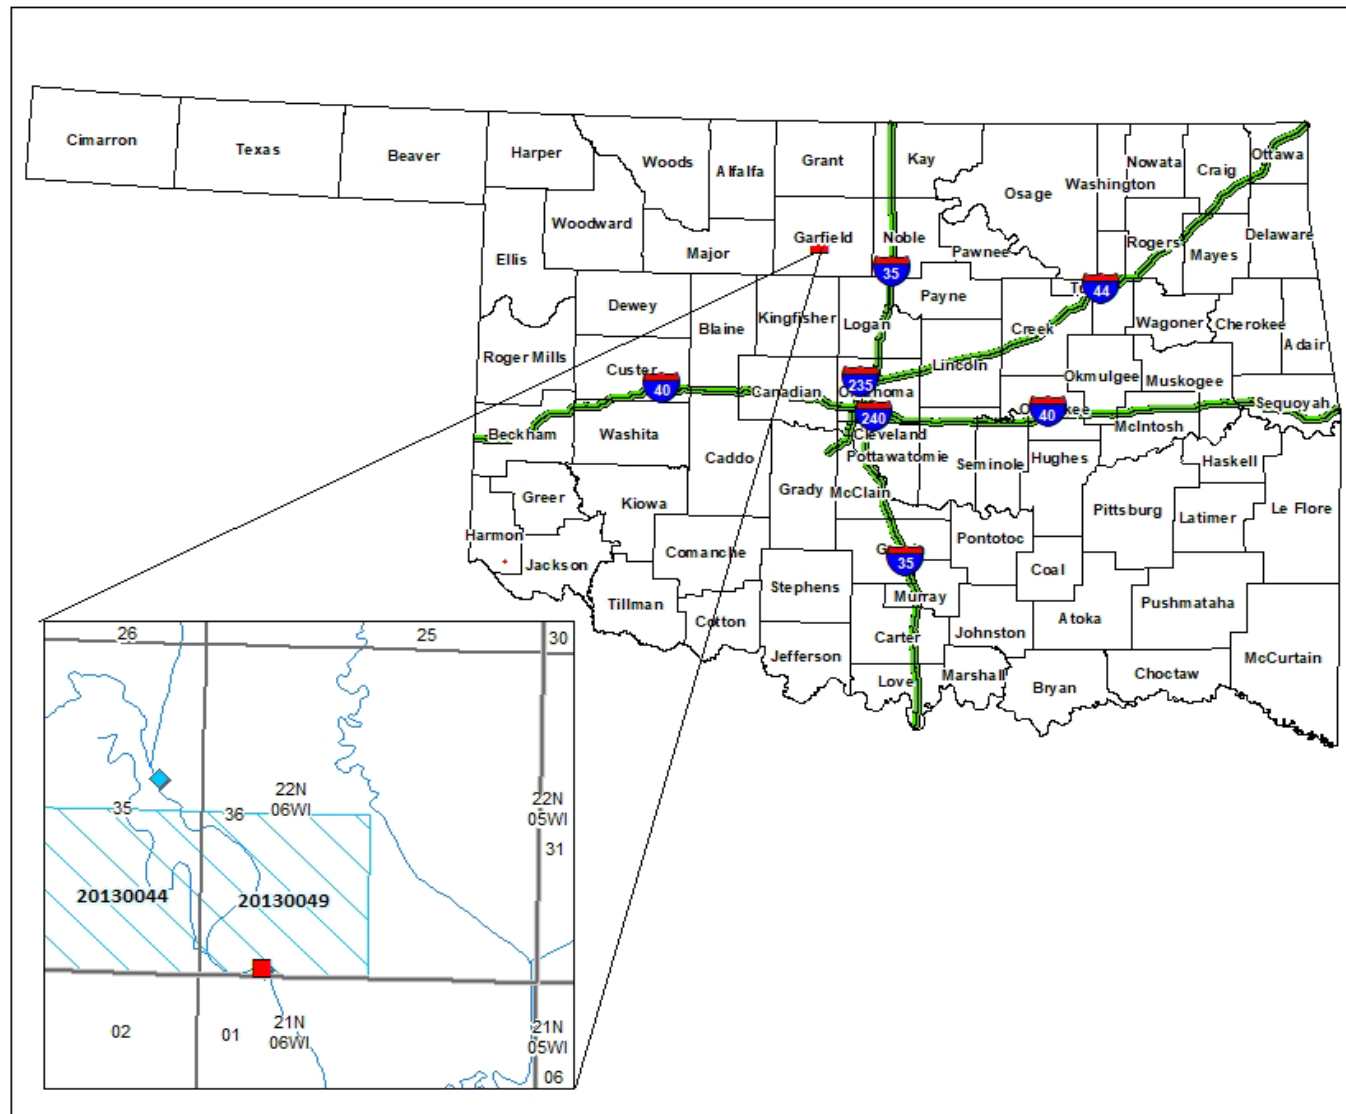 Cimarron
Texas
Beaver
Harper
Woods
Alfalfa
Grant
Kay
Osage
Washington
Nowata
Craig
Ottawa
Woodward
Ellis
Major
Garfield
Noble
Pawnee
Rogers
Mayes
Delaware
35
44
Dewey
Blaine
Kingfisher
Logan
Payne
Creek
Wagoner
Cherokee
Adair
Roger Mills
Custer
40
Canadian
235
Lincoln
Okmulgee
Muskogee
Sequoyah
240
40
McIntosh
Beckham
Washita
Caddo
Cleveland
Pottawatomie
Seminole
Hughes
Haskell
Greer
Kiowa
Grady
McClain
Pittsburg
Latimer
Le Flore
Harmon
Jackson
Comanche
Stephens
35
Pontotoc
Coal
Tillman
Cotton
Murray
Carter
Johnston
Atoka
Pushmataha
Jefferson
Love
Marshall
Bryan
Choctaw
McCurtain
26
25
30
35
36
22N
06WI
22N
05WI
31
20130044
20130049
02
01
21N
06WI
21N
05WI
06